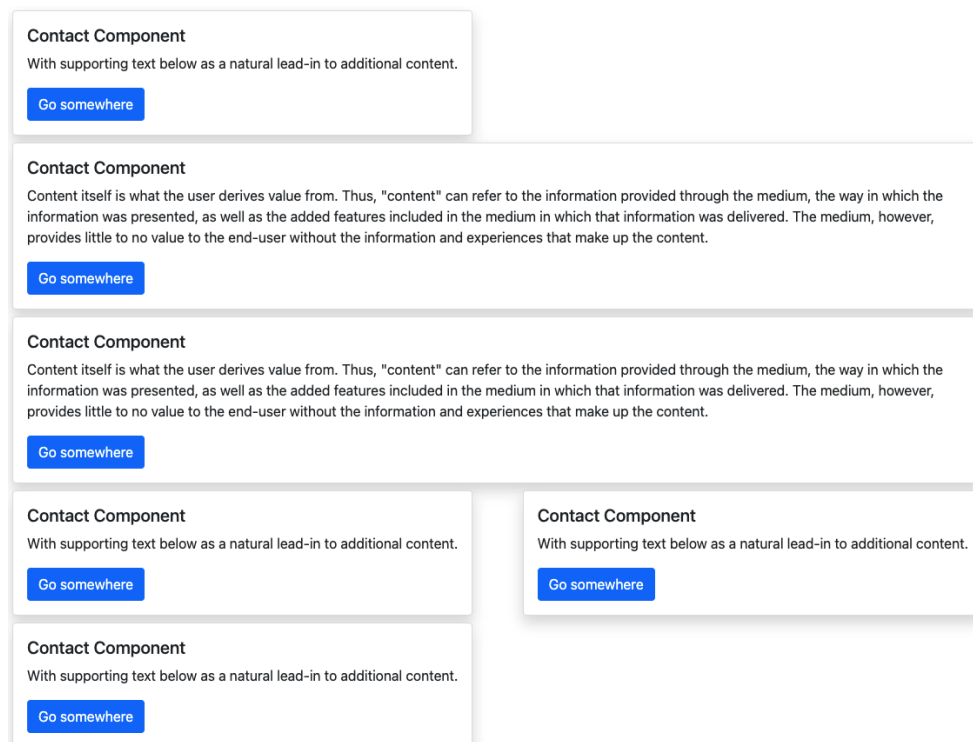 Contact Component
With supporting text below as a natural lead-in to additional content.
Go somewhere
Contact Component
Content itself is what the user derives value from. Thus, "content" can refer to the information provided through the medium, the way in which the
information was presented, as well as the added features included in the medium in which that information was delivered. The medium, however,
provides little to no value to the end-user without the information and experiences that make up the content.
Go somewhere
Contact Component
Content itself is what the user derives value from. Thus, "content" can refer to the information provided through the medium, the way in which the
information was presented, as well as the added features included in the medium in which that information was delivered. The medium, however,
provides little to no value to the end-user without the information and experiences that make up the content.
Go somewhere
Contact Component
With supporting text below as a natural lead-in to additional content.
Go somewhere
Contact Component
With supporting text below as a natural lead-in to additional content.
Go somewhere
Contact Component
With supporting text below as a natural lead-in to additional content.
Go somewhere